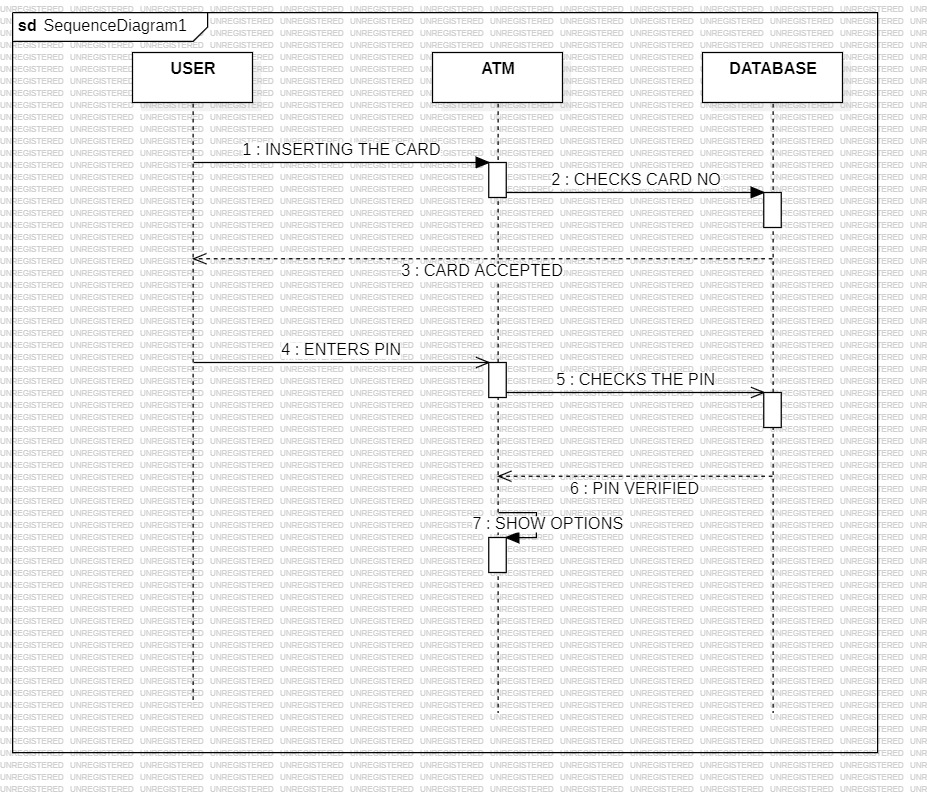 sd SequenceDiagram1
USER
ATM
DATABASE
1 : INSERTING THE CARD
2 : CHECKS CARD NO
3 : CARD ACCEPTED
4 : ENTERS PIN
5 : CHECKS THE PIN
6 : PIN VERIFIED
7 : SHOW OPTIONS
UNREGISTERED